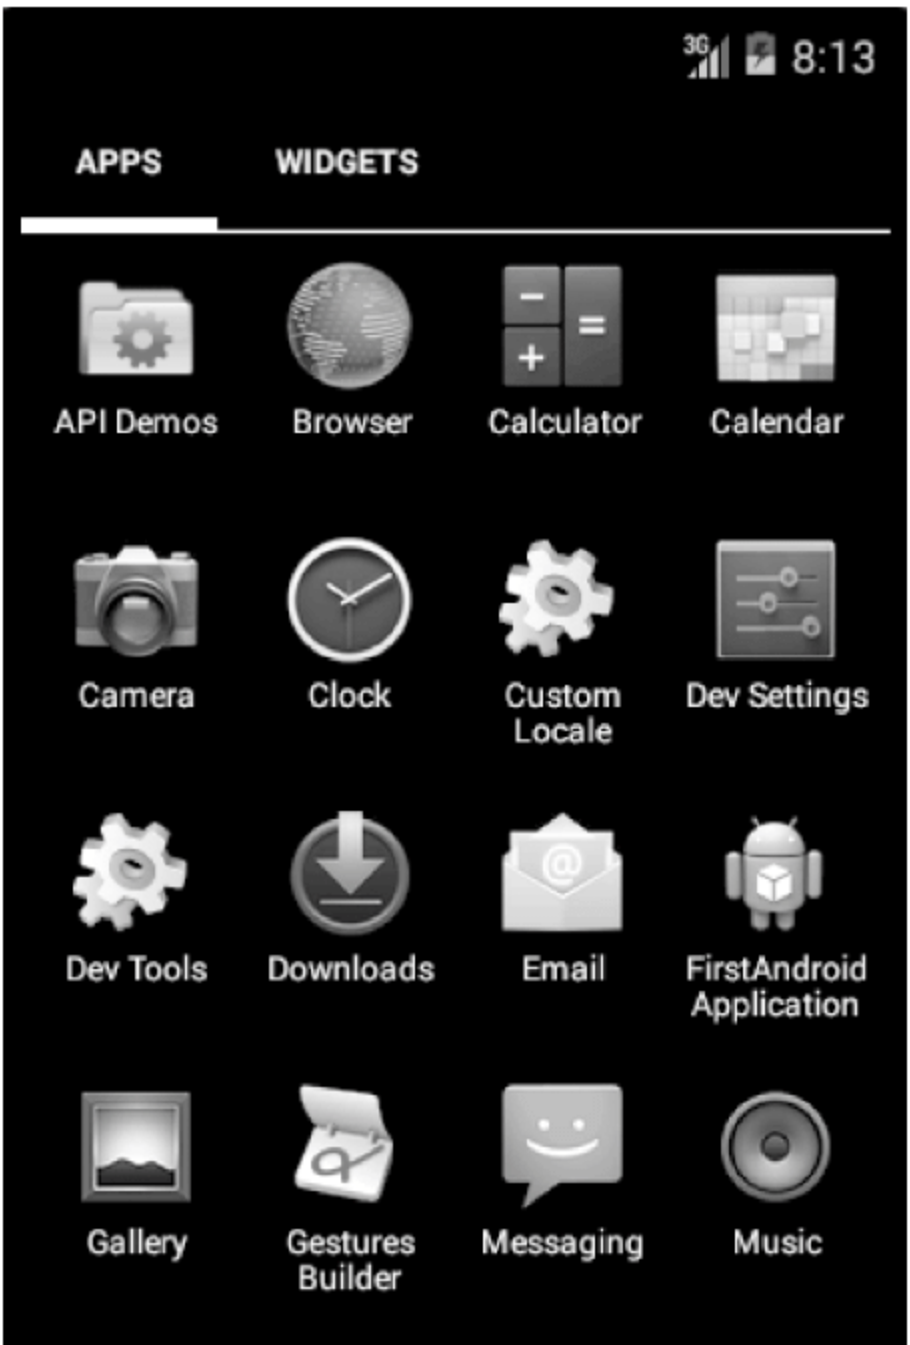 3G 8:13
APPS WIDGETS
API Demos Browser Calculator Calendar
Camera Clock Custom Locale Dev Settings
Dev Tools Downloads @ Email FirstAndroid Application
Gallery Gestures Builder Messaging Music